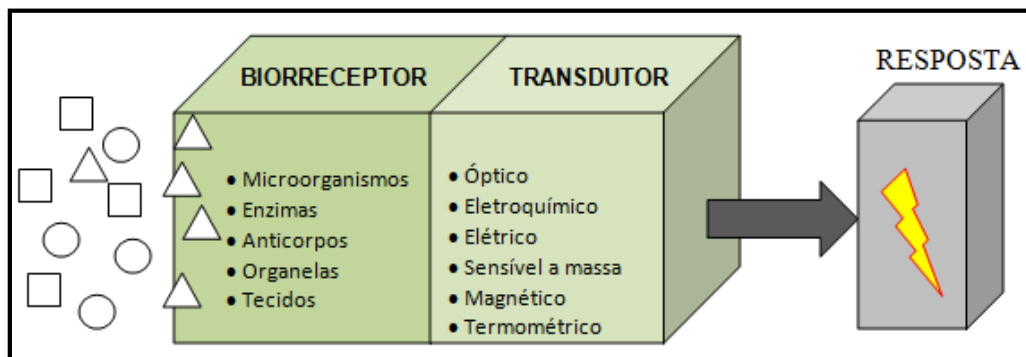 BIORRECEPTOR
• Microorganismos
• Enzimas
• Anticorpos
• Organelas
• Tecidos
TRANSDUTOR
• Óptico
• Eletroquímico
• Elétrico
• Sensível a massa
• Magnético
• Termométrico
RESPOSTA